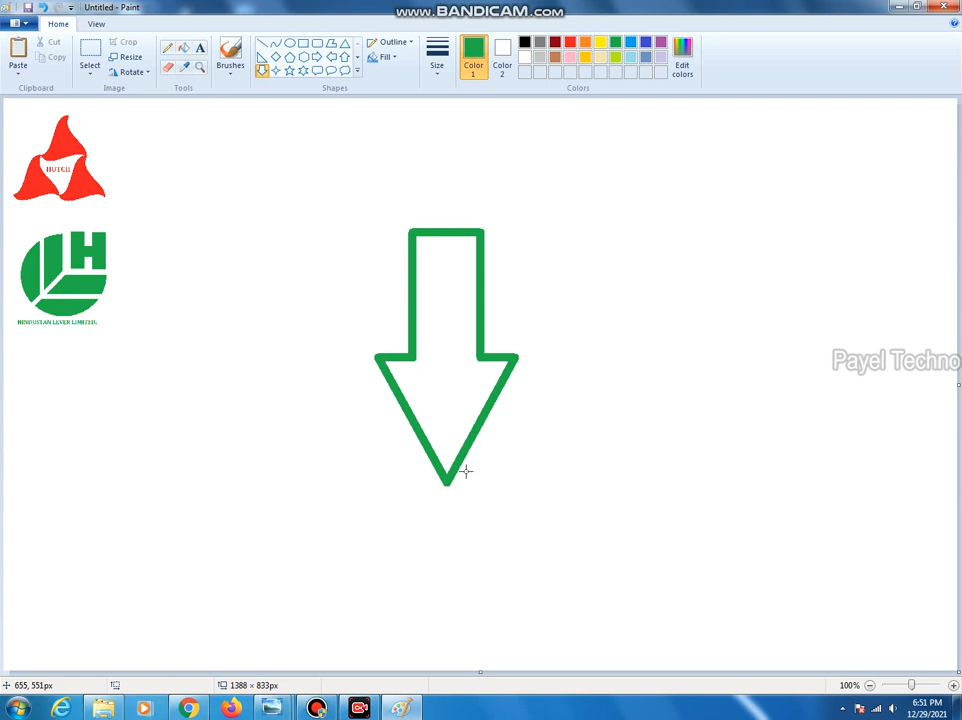 Untitled - Paint
www.BANDICAM.com
Home
View
Paste
Cut
Copy
Clipboard
Select
Crop
Resize
Rotate
Image
A
Tools
Brushes
Outline
Fill
Shapes
Size
Color
1
Color
2
Edit
colors
Colors
HUTCH
H
HINDUSTAN LEVER LIMITED.
Payel Techno
655, 551px
1388 × 833px
100%
6:51 PM
12/29/2021